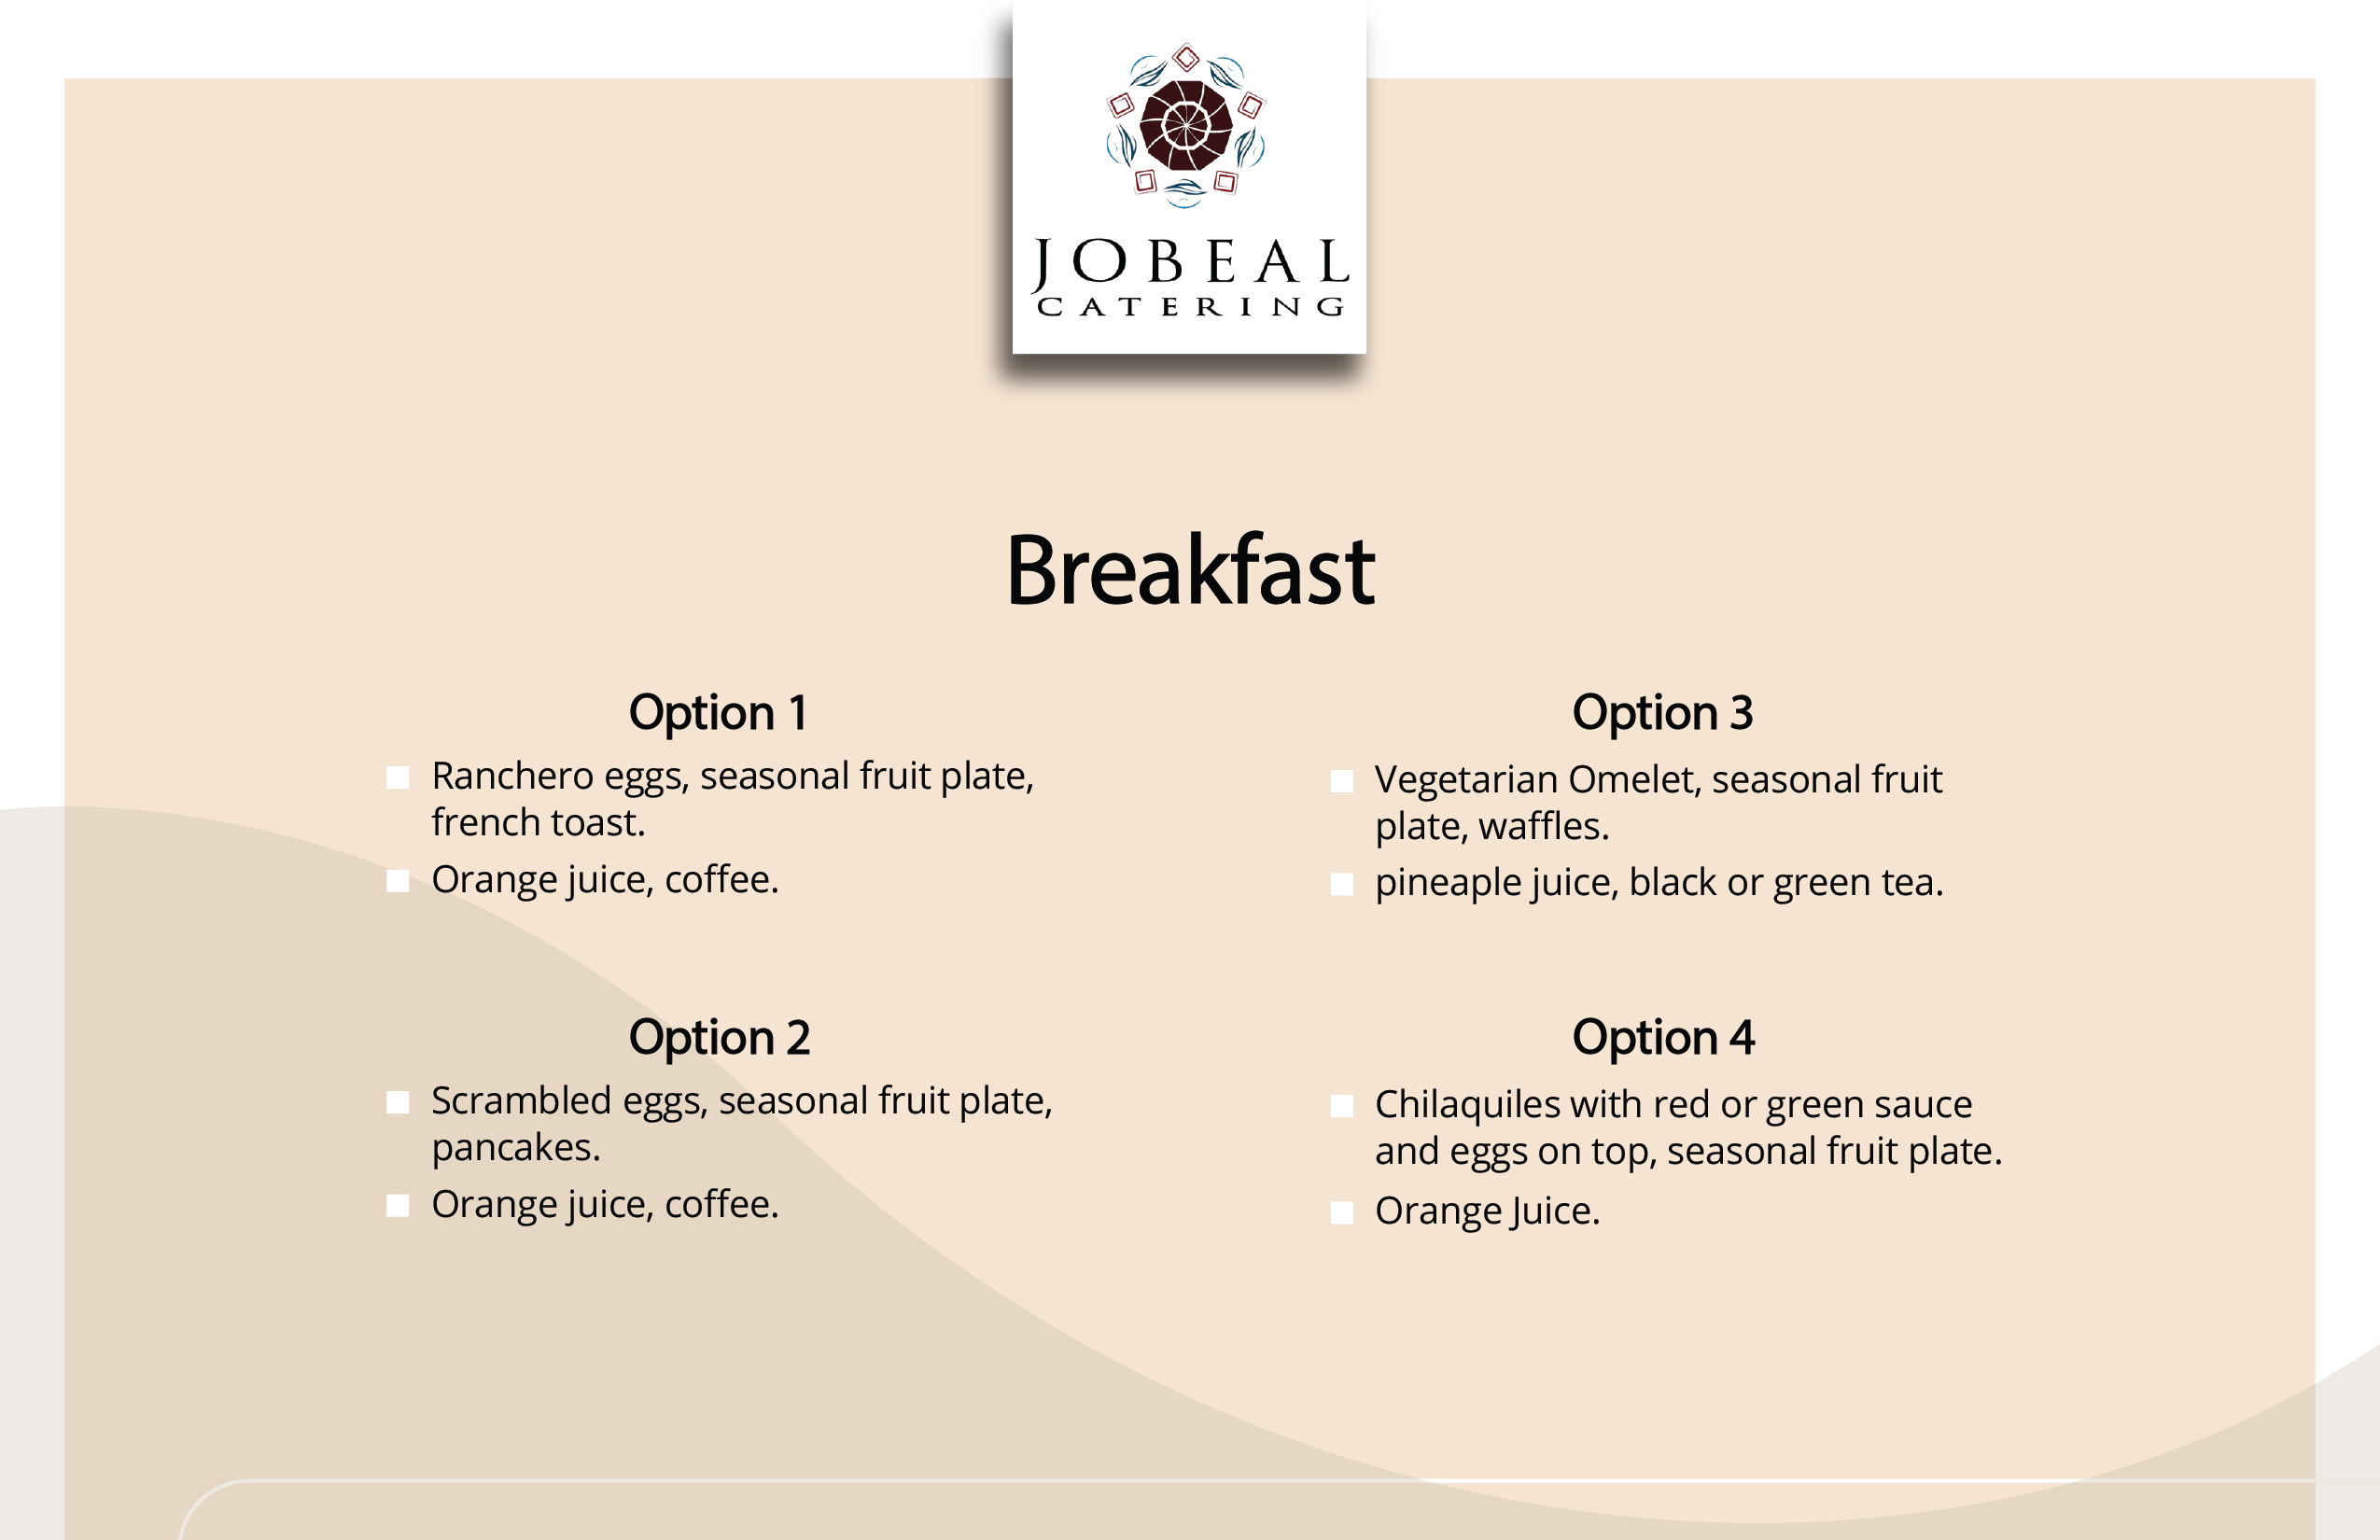 JOBEAL
CATERING
Breakfast
Option 1
Ranchero eggs, seasonal fruit plate,
french toast.
Orange juice, coffee.
Option 2
Scrambled eggs, seasonal fruit plate,
pancakes.
Orange juice, coffee.
Option 3
Vegetarian Omelet, seasonal fruit
plate, waffles.
pineaple juice, black or green tea.
Option 4
Chilaquiles with red or green sauce
and eggs on top, seasonal fruit plate.
Orange Juice.